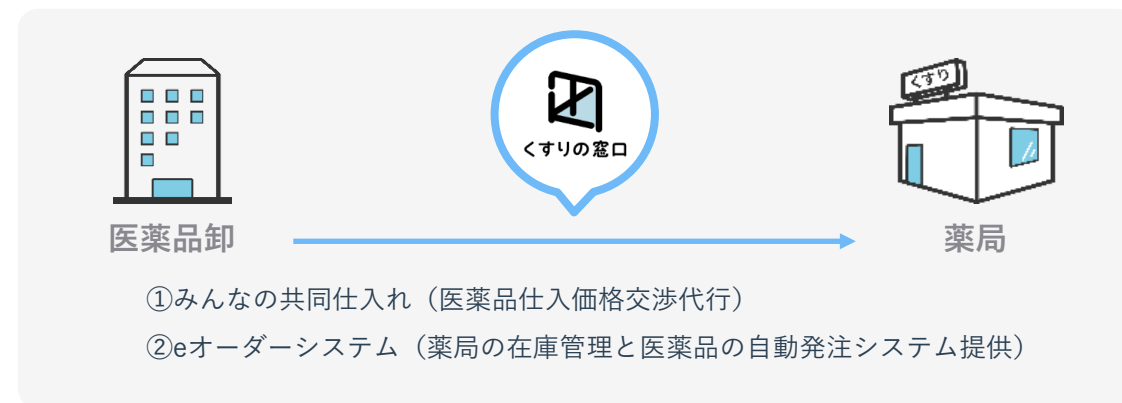 くすり
くすりの窓口
医薬品卸
薬局
①みんなの共同仕入れ（医薬品仕入価格交渉代行）
②eオーダーシステム（薬局の在庫管理と医薬品の自動発注システム提供）